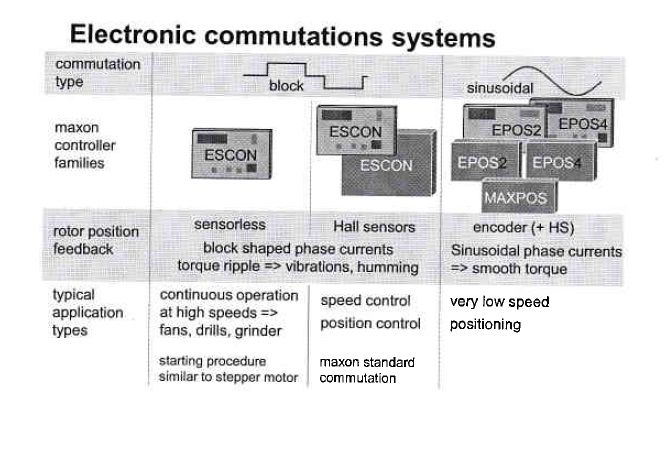 Electronic commutations systems
commutation
type
block
sinusoidal
maxon
controller
families
ESCON
ESCON
ESCON
EPOS2
EPOS4
EPOS2
EPOS4
MAXPOS
rotor position
feedback
sensorless
Hall sensors
encoder (+ HS)
block shaped phase currents
torque ripple => vibrations, humming
Sinusoidal phase currents
=> smooth torque
typical
application
types
continuous operation
at high speeds =>
fans, drills, grinder
speed control
position control
very low speed
positioning
starting procedure
similar to stepper motor
maxon standard
commutation